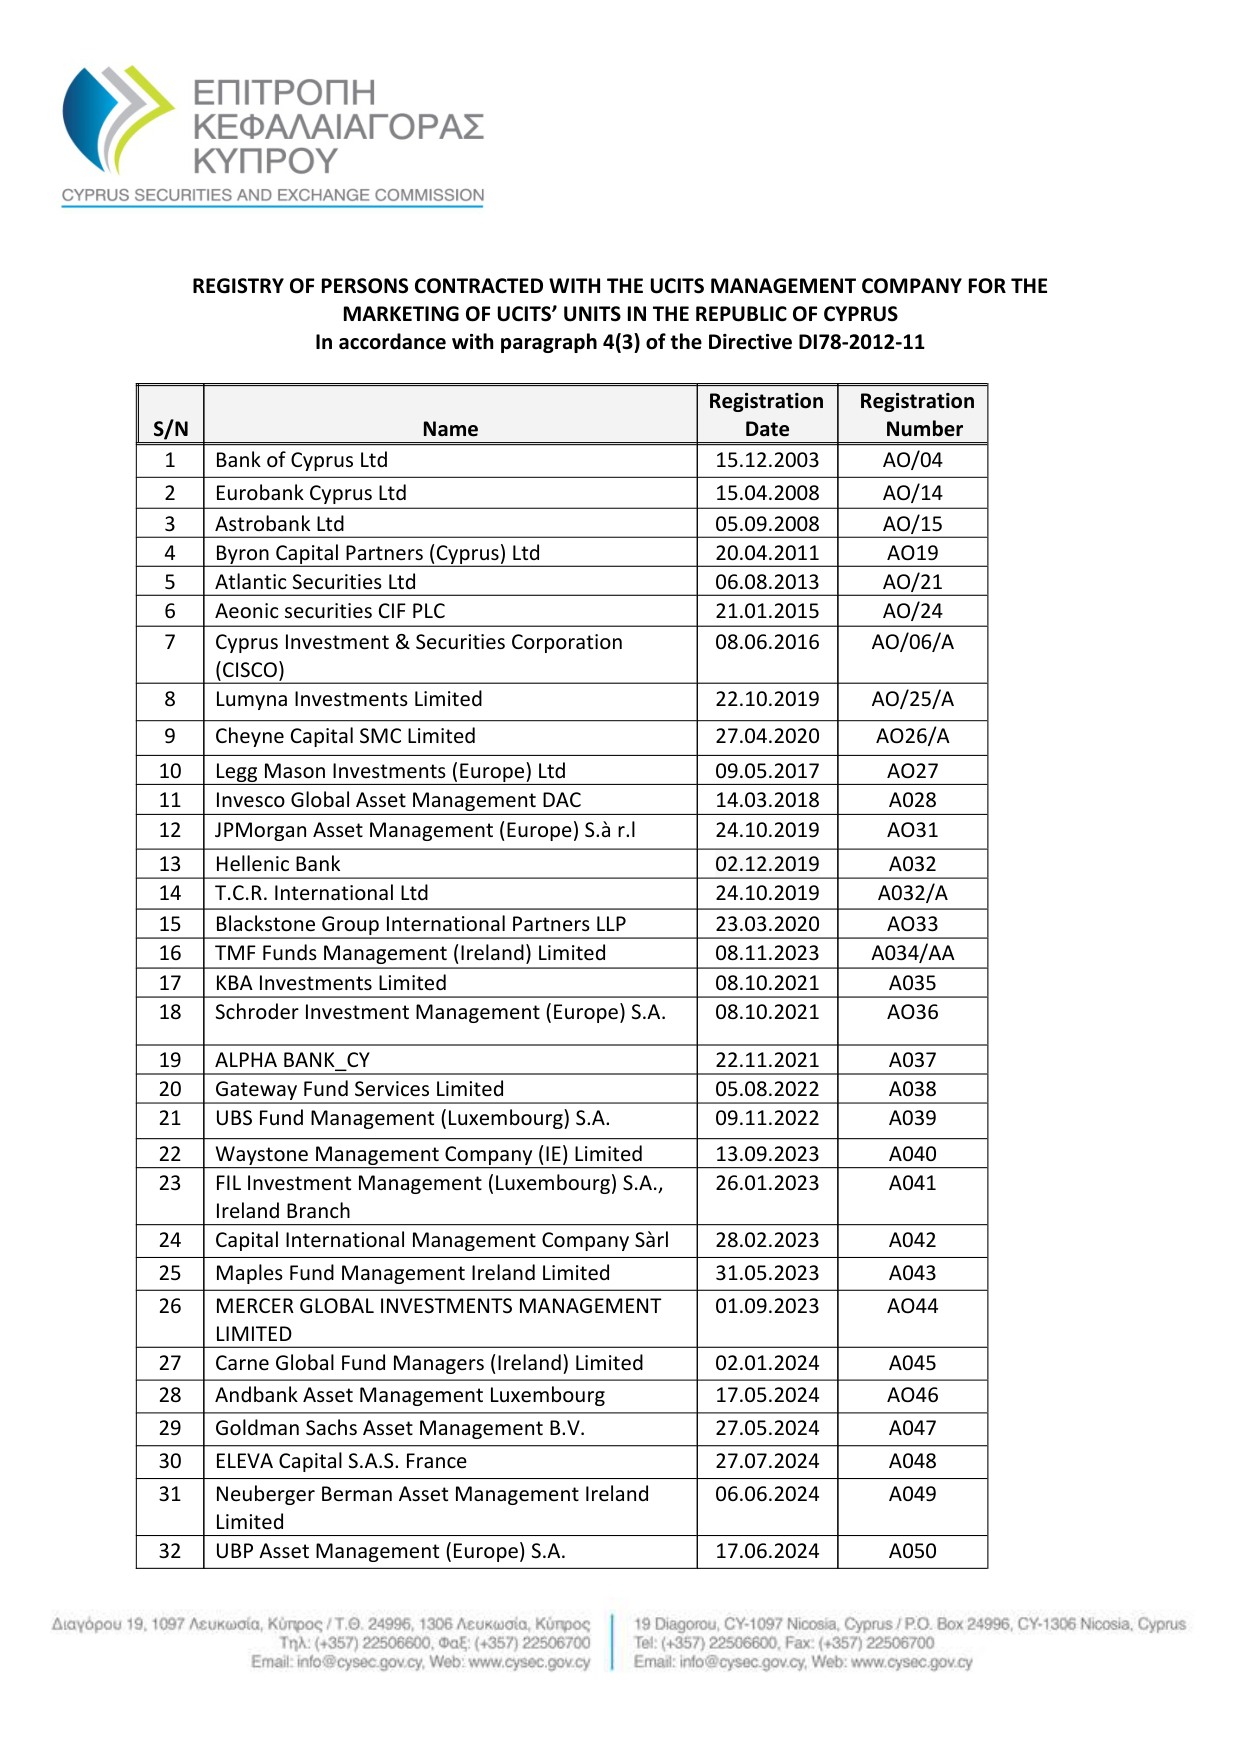 ΕΠΙΤΡΟΠΗ
ΚΕΦΑΛΑΙΑΓΟΡΑΣ
ΚΥΠΡΟΥ
CYPRUS SECURITIES AND EXCHANGE COMMISSION
REGISTRY OF PERSONS CONTRACTED WITH THE UCITS MANAGEMENT COMPANY FOR THE
MARKETING OF UCITS’ UNITS IN THE REPUBLIC OF CYPRUS
In accordance with paragraph 4(3) of the Directive DI78-2012-11
S/N Name Registration Date Registration Number
1 Bank of Cyprus Ltd 15.12.2003 AO/04
2 Eurobank Cyprus Ltd 15.04.2008 AO/14
3 Astrobank Ltd 05.09.2008 AO/15
4 Byron Capital Partners (Cyprus) Ltd 20.04.2011 AO19
5 Atlantic Securities Ltd 06.08.2013 AO/21
6 Aeonic securities CIF PLC 21.01.2015 AO/24
7 Cyprus Investment & Securities Corporation 08.06.2016 AO/06/A
(CISCO)
8 Lumyna Investments Limited 22.10.2019 AO/25/A
9 Cheyne Capital SMC Limited 27.04.2020 AO26/A
10 Legg Mason Investments (Europe) Ltd 09.05.2017 AO27
11 Invesco Global Asset Management DAC 14.03.2018 A028
12 JPMorgan Asset Management (Europe) S.à r.l 24.10.2019 AO31
13 Hellenic Bank 02.12.2019 A032
14 T.C.R. International Ltd 24.10.2019 A032/A
15 Blackstone Group International Partners LLP 23.03.2020 AO33
16 TMF Funds Management (Ireland) Limited 08.11.2023 A034/AA
17 KBA Investments Limited 08.10.2021 A035
18 Schroder Investment Management (Europe) S.A. 08.10.2021 AO36
19 ALPHA BANK_CY 22.11.2021 A037
20 Gateway Fund Services Limited 05.08.2022 A038
21 UBS Fund Management (Luxembourg) S.A. 09.11.2022 A039
22 Waystone Management Company (IE) Limited 13.09.2023 A040
23 FIL Investment Management (Luxembourg) S.A., 26.01.2023 A041
Ireland Branch
24 Capital International Management Company Sàrl 28.02.2023 A042
25 Maples Fund Management Ireland Limited 31.05.2023 A043
26 MERCER GLOBAL INVESTMENTS MANAGEMENT 01.09.2023 AO44
LIMITED
27 Carne Global Fund Managers (Ireland) Limited 02.01.2024 A045
28 Andbank Asset Management Luxembourg 17.05.2024 AO46
29 Goldman Sachs Asset Management B.V. 27.05.2024 A047
30 ELEVA Capital S.A.S. France 27.07.2024 A048
31 Neuberger Berman Asset Management Ireland 06.06.2024 A049
Limited
32 UBP Asset Management (Europe) S.A. 17.06.2024 A050
Διαγόρου 19, 1097 Λευκωσία, Κύπρος / Τ.Θ. 24996, 1306 Λευκωσία, Κύπρος
Τηλ: (+357) 22506600, Φαξ: (+357) 22506700
Email: info@cysec.gov.cy, Web: www.cysec.gov.cy
19 Diagorou, CY-1097 Nicosia, Cyprus / P.O. Box 24996, CY-1306 Nicosia, Cyprus
Tel: (+357) 22506600, Fax: (+357) 22506700
Email: info@cysec.gov.cy, Web: www.cysec.gov.cy